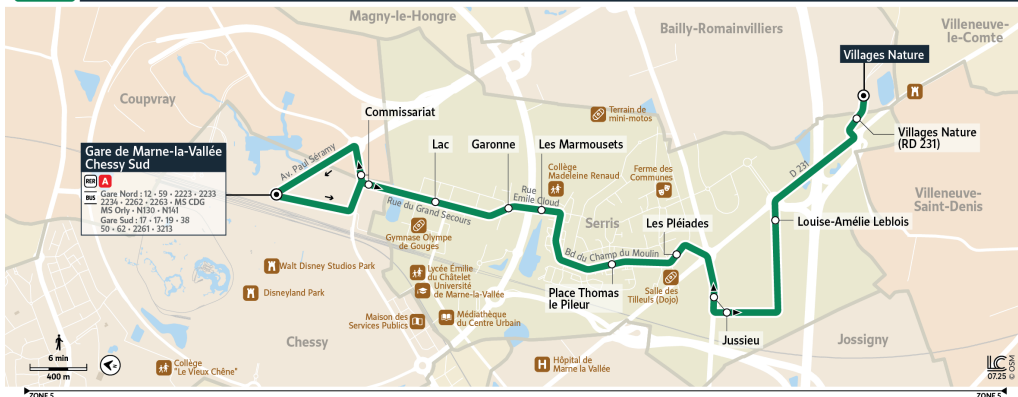 Magny-le-Hongre
Bailly-Romainvilliers
Villeneuve-
le-Comte
Villages Nature
Coupvray
Commissariat
Terrain de
mini-motos
Villages Nature
(RD 231)
Gare de Marne-la-Vallée
Chessy Sud
RER A
BUS
Gare Nord : 12 • 59 • 2223 • 2233
2234 • 2262 • 2263 • MS CDG
MS Orly • N130 • N141
Gare Sud : 17 • 17 • 19 • 38
50 • 62 • 2261 • 3213
Av. Paul Séramy
Lac
Garonne
Les Marmousets
Collège
Madeleine Renaud
Ferme des
Communes
D 231
Rue du Grand Secours
Rue
Emile Cloud
Villeneuve-
Saint-Denis
Gymnase Olympe
de Gouges
Serris
Les Pléiades
Louise-Amélie Leblois
Bd du Champ du Moulin
Walt Disney Studios Park
Disneyland Park
Lycée Emilie
du Châtelet
Université
de Marne-la-Vallée
Place Thomas
le Pileur
Salle des
Tilleuls (Dojo)
Maison des
Services Publics
Médiathèque
du Centre Urbain
Jussieu
Chessy
Jossigny
6 min
400 m
Collège
"Le Vieux Chêne"
H
Hôpital de
Marne la Vallée
LC
07.25
© OSM
ZONE 5
ZONE 5